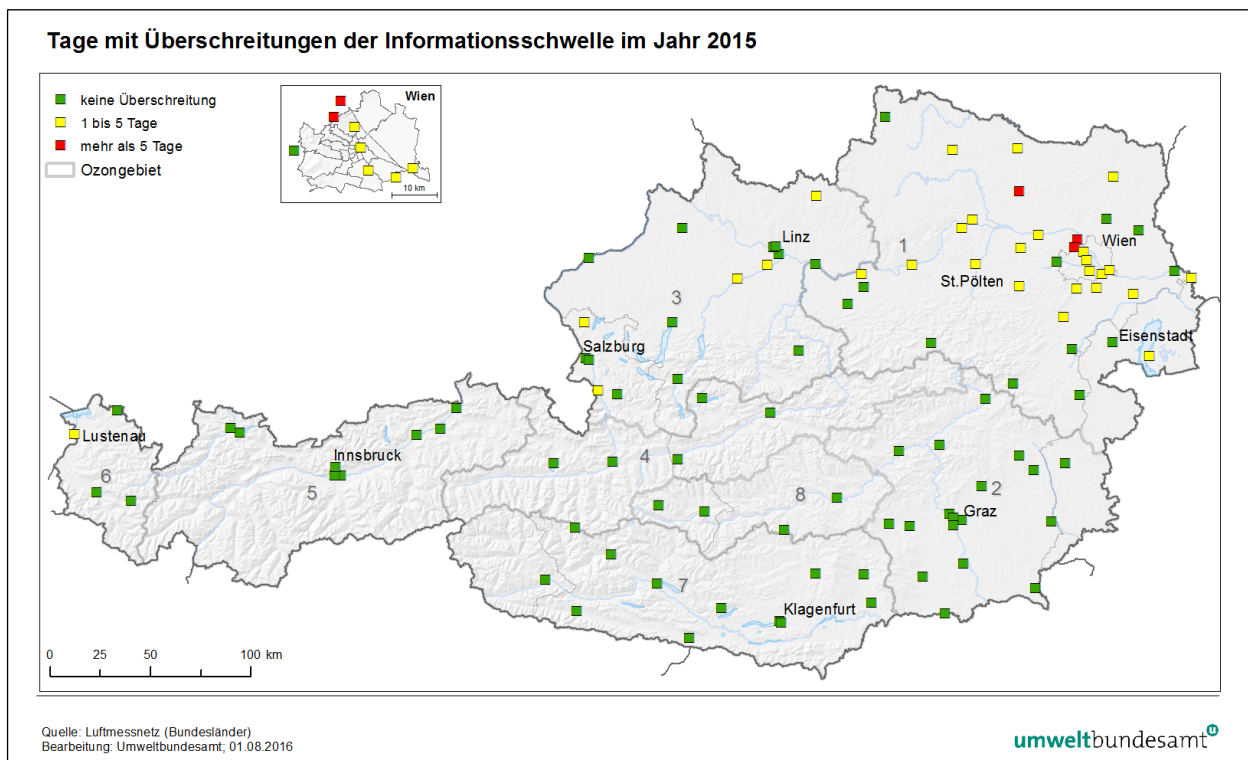 Tage mit Überschreitungen der Informationsschwelle im Jahr 2015
keine Überschreitung
1 bis 5 Tage
mehr als 5 Tage
Ozongebiet
Wien
10 km
Linz
1
Wien
St.Pölten
3
Eisenstadt
Salzburg
Lustenau
Innsbruck
4
6
5
8
2
Graz
7
Klagenfurt
0 25 50 100 km
Quelle: Luftmessnetz (Bundesländer)
Bearbeitung: Umweltbundesamt; 01.08.2016
umweltbundesamt u